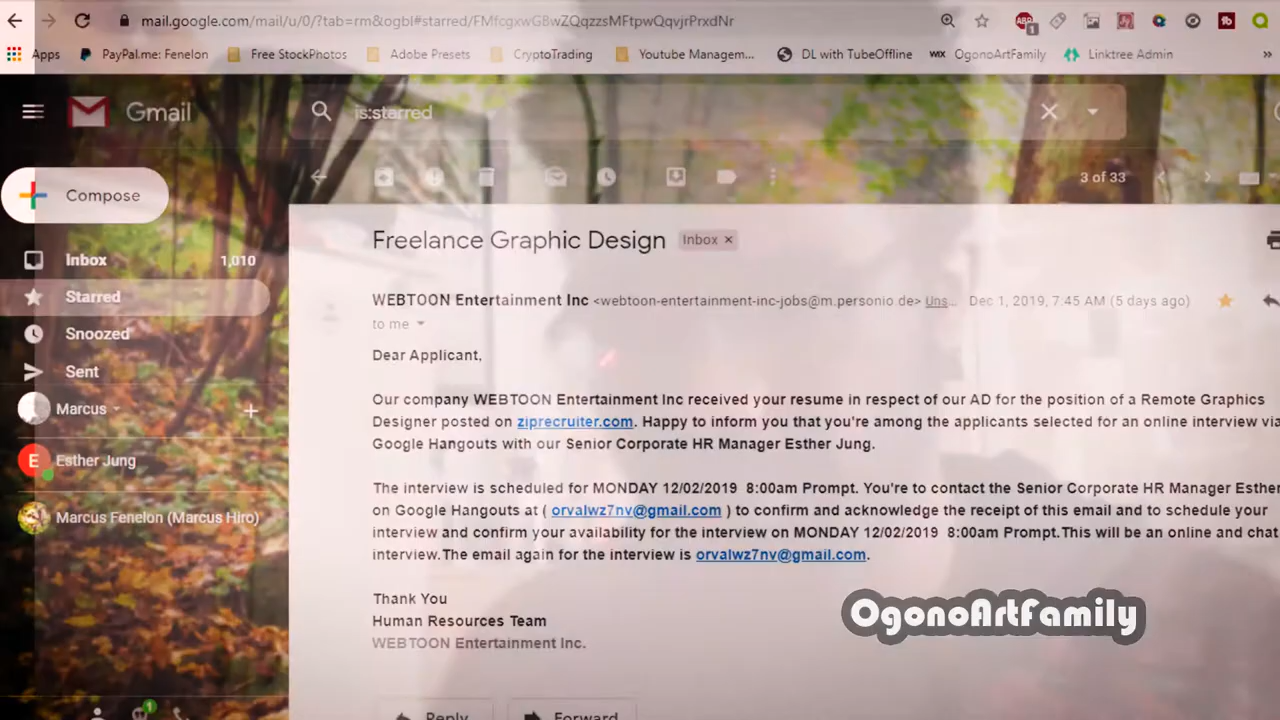 mail.google.com/mail/u/0/?tab=rm&ogbl#starred/FMfcgxwGBwZQqzzsMFtpwQqvjrPrxdNr
ABP
1
Apps PayPal.me: Fenelon Free StockPhotos Adobe Presets CryptoTrading Youtube Managem... DL with TubeOffline WIX OgonoArtFamily Linktree Admin »
Gmail
is:starred
3 of 33
Compose
Inbox 1,010
Starred
Snoozed
Sent
Marcus
E Esther Jung
Marcus Fenelon (Marcus Hiro)
1
Freelance Graphic Design Inbox ×
WEBTOON Entertainment Inc <webtoon-entertainment-inc-jobs@m.personio.de> Uns... Dec 1, 2019, 7:45 AM (5 days ago)
to me
Dear Applicant,
Our company WEBTOON Entertainment Inc received your resume in respect of our AD for the position of a Remote Graphics
Designer posted on ziprecruiter.com. Happy to inform you that you're among the applicants selected for an online interview via
Google Hangouts with our Senior Corporate HR Manager Esther Jung.
The interview is scheduled for MONDAY 12/02/2019 8:00am Prompt. You're to contact the Senior Corporate HR Manager Esther
on Google Hangouts at ( orvalwz7nv@gmail.com ) to confirm and acknowledge the receipt of this email and to schedule your
interview and confirm your availability for the interview on MONDAY 12/02/2019 8:00am Prompt.This will be an online and chat
interview.The email again for the interview is orvalwz7nv@gmail.com.
Thank You
Human Resources Team
WEBTOON Entertainment Inc.
OgonoArtFamily
Reply Forward